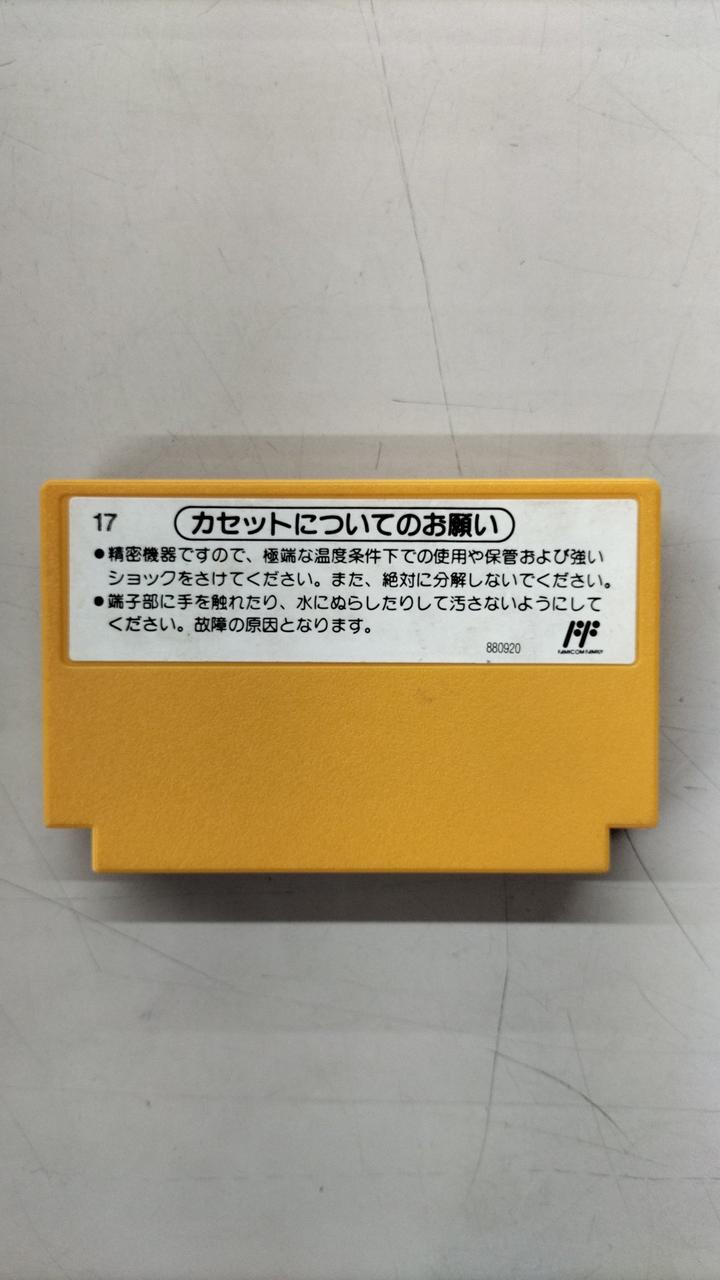 17
カセットについてのお願い
●精密機器ですので、極端な温度条件下での使用や保管および強い
ショックをさけてください。また、絶対に分解しないでください。
●端子部に手を触れたり、水にぬらしたりして汚さないようにして
ください。故障の原因となります。
880920
FF
FAMICOM FAMILY